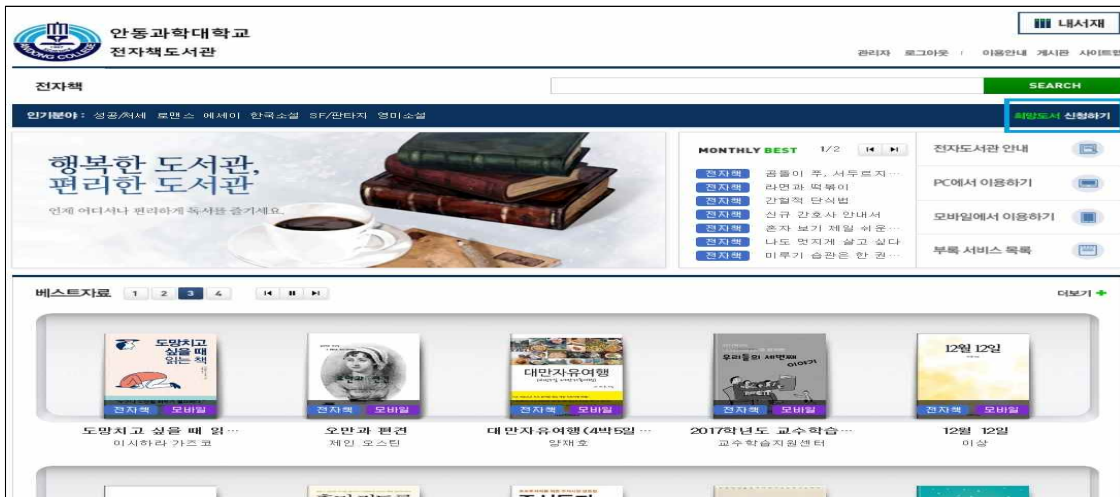 안동과학대학교
전자책도서관
내서재
관리자 로그아웃 이용안내 게시판 사이트맵
전자책
SEARCH
인기분야 : 성공/처세 로맨스 에세이 한국소설 SF/판타지 영미소설
희망도서 신청하기
행복한 도서관,
편리한 도서관
언제 어디서나 편리하게 독서를 즐기세요.
MONTHLY BEST 1/2
전자책 곰돌이 푸, 서두르지…
전자책 라면과 떡볶이
전자책 간헐적 단식법
전자책 신규 간호사 안내서
전자책 혼자 보기 제일 쉬운…
전자책 나도 멋지게 살고 싶다
전자책 미루기 습관은 한 권…
전자도서관 안내
PC에서 이용하기
모바일에서 이용하기
부록 서비스 목록
베스트자료 1 2 3 4
더보기
도망치고
싶을 때
읽는 책
전자책 모바일
도망치고 싶을 때 읽…
이시하라 가즈코
오만과 편견
전자책 모바일
오만과 편견
제인 오스틴
대만자유여행
전자책 모바일
대만자유여행(4박5일…
양재호
우리들의 세번째
이야기
전자책 모바일
2017학년도 교수학습…
교수학습지원센터
12월 12일
전자책 모바일
12월 12일
이상